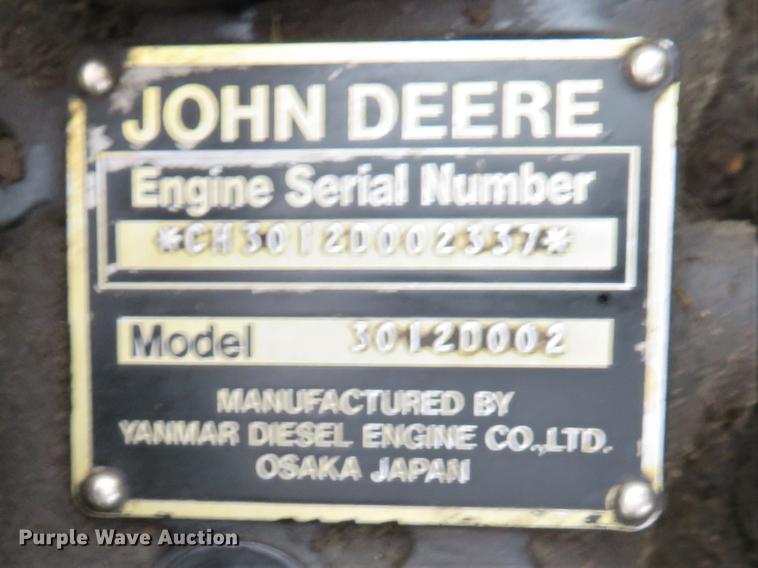 JOHN DEERE
Engine Serial Number
*CH3012D002337*
Model 3012D002
MANUFACTURED BY
YANMAR DIESEL ENGINE CO.,LTD.
OSAKA JAPAN
Purple Wave Auction